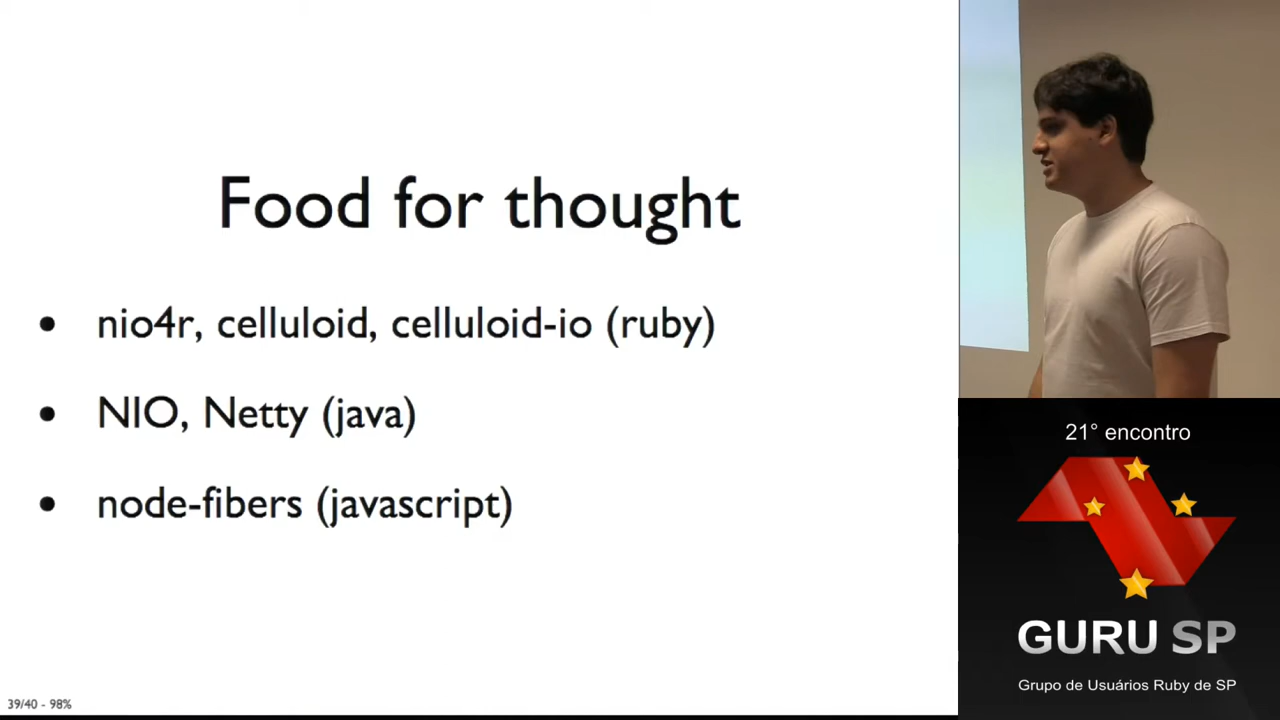 Food for thought
• nio4r, celluloid, celluloid-io (ruby)
• NIO, Netty (java)
• node-fibers (javascript)
39/40 - 98%
21° encontro
GURU SP
Grupo de Usuários Ruby de SP